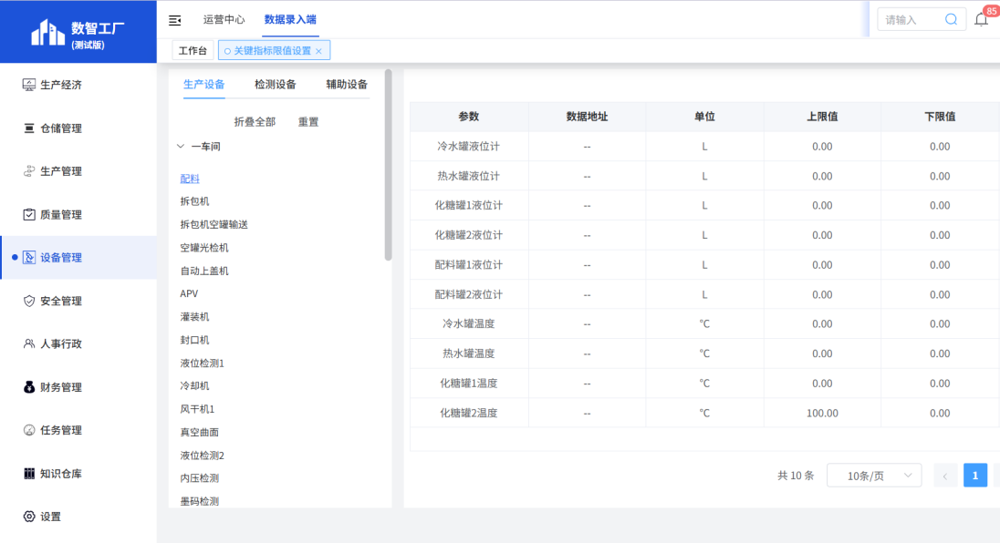 数智工厂
(测试版)
运营中心 数据录入端
请输入
85
工作台 关键指标限值设置 ×
生产经济
仓储管理
生产管理
质量管理
设备管理
安全管理
人事行政
财务管理
任务管理
知识仓库
设置
生产设备 检测设备 辅助设备
折叠全部 重置
一车间
配料
拆包机
拆包机空罐输送
空罐光检机
自动上盖机
APV
灌装机
封口机
液位检测1
冷却机
风干机1
真空曲面
液位检测2
内压检测
墨码检测
参数 数据地址 单位 上限值 下限值
冷水罐液位计 -- L 0.00 0.00
热水罐液位计 -- L 0.00 0.00
化糖罐1液位计 -- L 0.00 0.00
化糖罐2液位计 -- L 0.00 0.00
配料罐1液位计 -- L 0.00 0.00
配料罐2液位计 -- L 0.00 0.00
冷水罐温度 -- ℃ 0.00 0.00
热水罐温度 -- ℃ 0.00 0.00
化糖罐1温度 -- ℃ 0.00 0.00
化糖罐2温度 -- ℃ 100.00 0.00
共 10 条 10条/页 ‹ 1